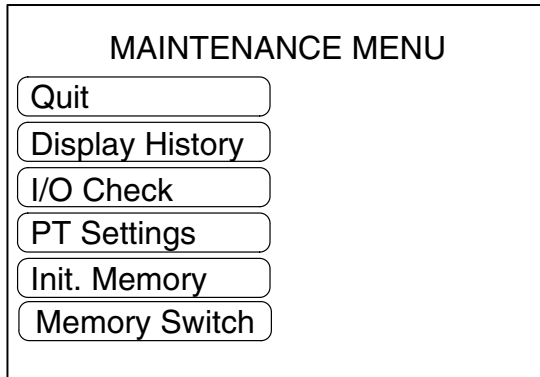 MAINTENANCE MENU
Quit
Display History
I/O Check
PT Settings
Init. Memory
Memory Switch